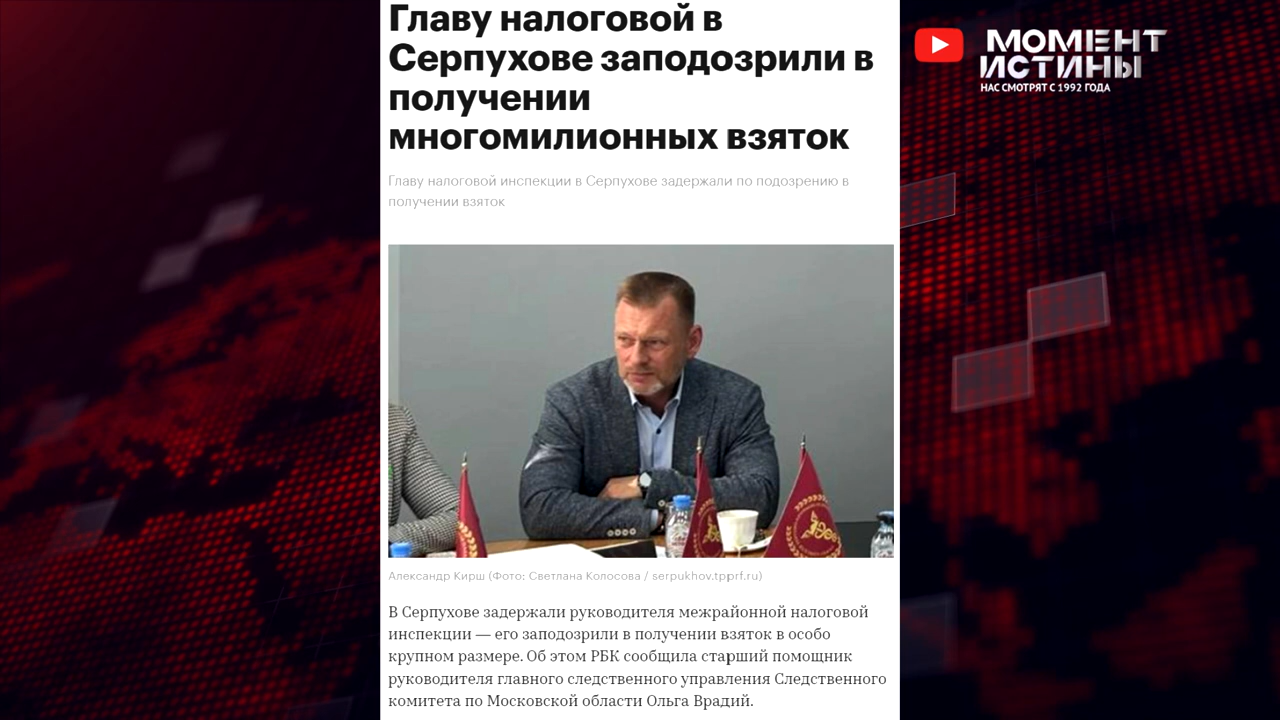 Главу налоговой в
Серпухове заподозрили в
получении
многомилионных взяток
Главу налоговой инспекции в Серпухове задержали по подозрению в
получении взяток
Александр Кирш (Фото: Светлана Колосова / serpukhov.tpprf.ru)
В Серпухове задержали руководителя межрайонной налоговой
инспекции — его заподозрили в получении взяток в особо
крупном размере. Об этом РБК сообщила старший помощник
руководителя главного следственного управления Следственного
комитета по Московской области Ольга Врадий.
МОМЕНТ
ИСТИНЫ
НАС СМОТРЯТ С 1992 ГОДА